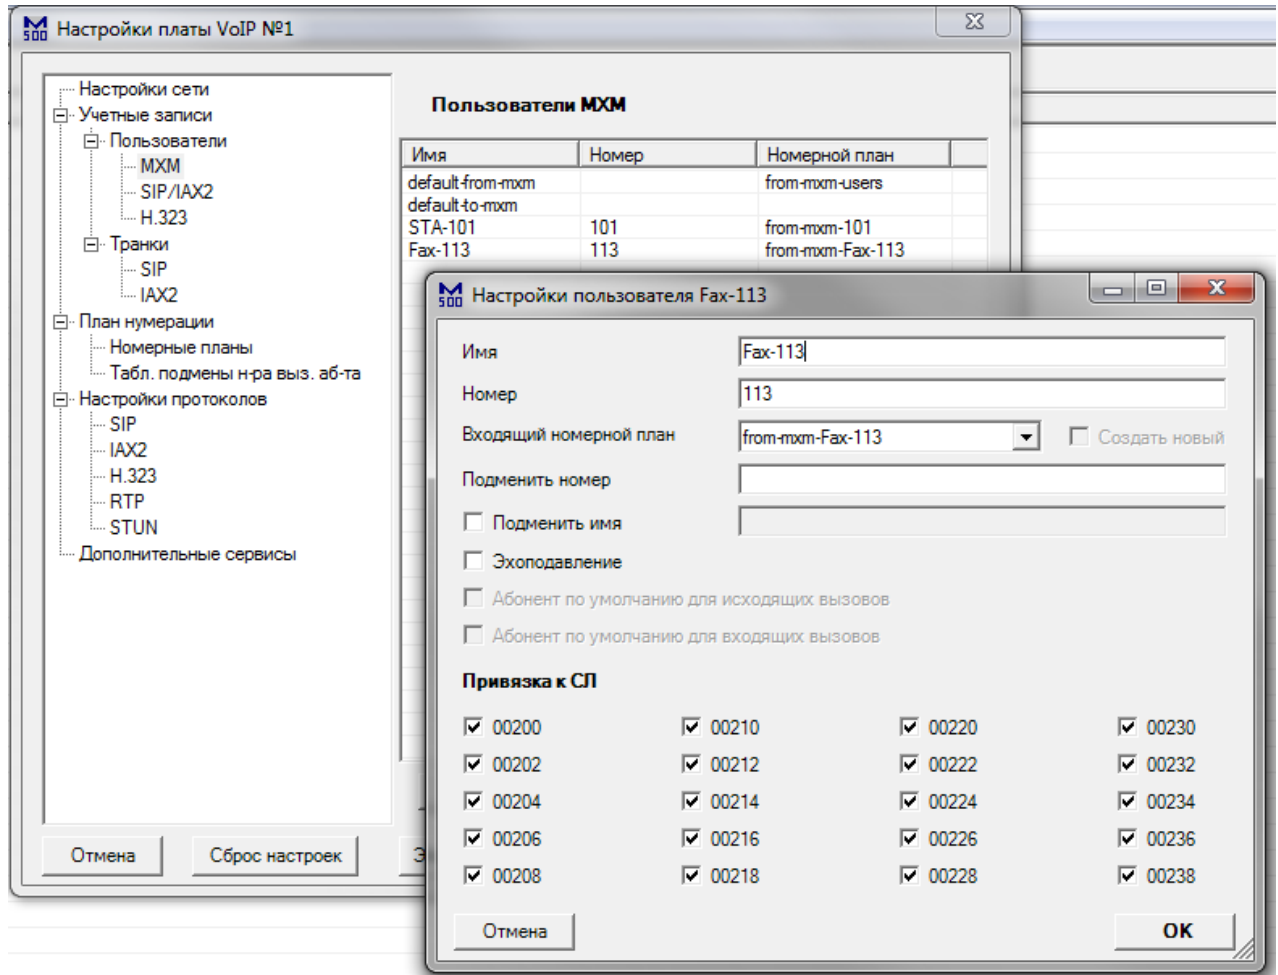 M
500 Настройки платы VoIP №1
Настройки сети
Учетные записи
Пользователи
MXM
SIP/IAX2
H.323
Транки
SIP
IAX2
План нумерации
Номерные планы
Табл. подмены н-ра выз. аб-та
Настройки протоколов
SIP
IAX2
H.323
RTP
STUN
Дополнительные сервисы
Пользователи MXM
Имя Номер Номерной план
default-from-mxm from-mxm-users
default-to-mxm
STA-101 101 from-mxm-101
Fax-113 113 from-mxm-Fax-113
Отмена Сброс настроек Э
M
500 Настройки пользователя Fax-113
Имя Fax-113
Номер 113
Входящий номерной план from-mxm-Fax-113 Создать новый
Подменить номер
Подменить имя
Эхоподавление
Абонент по умолчанию для исходящих вызовов
Абонент по умолчанию для входящих вызовов
Привязка к СЛ
00200 00210 00220 00230
00202 00212 00222 00232
00204 00214 00224 00234
00206 00216 00226 00236
00208 00218 00228 00238
Отмена OK